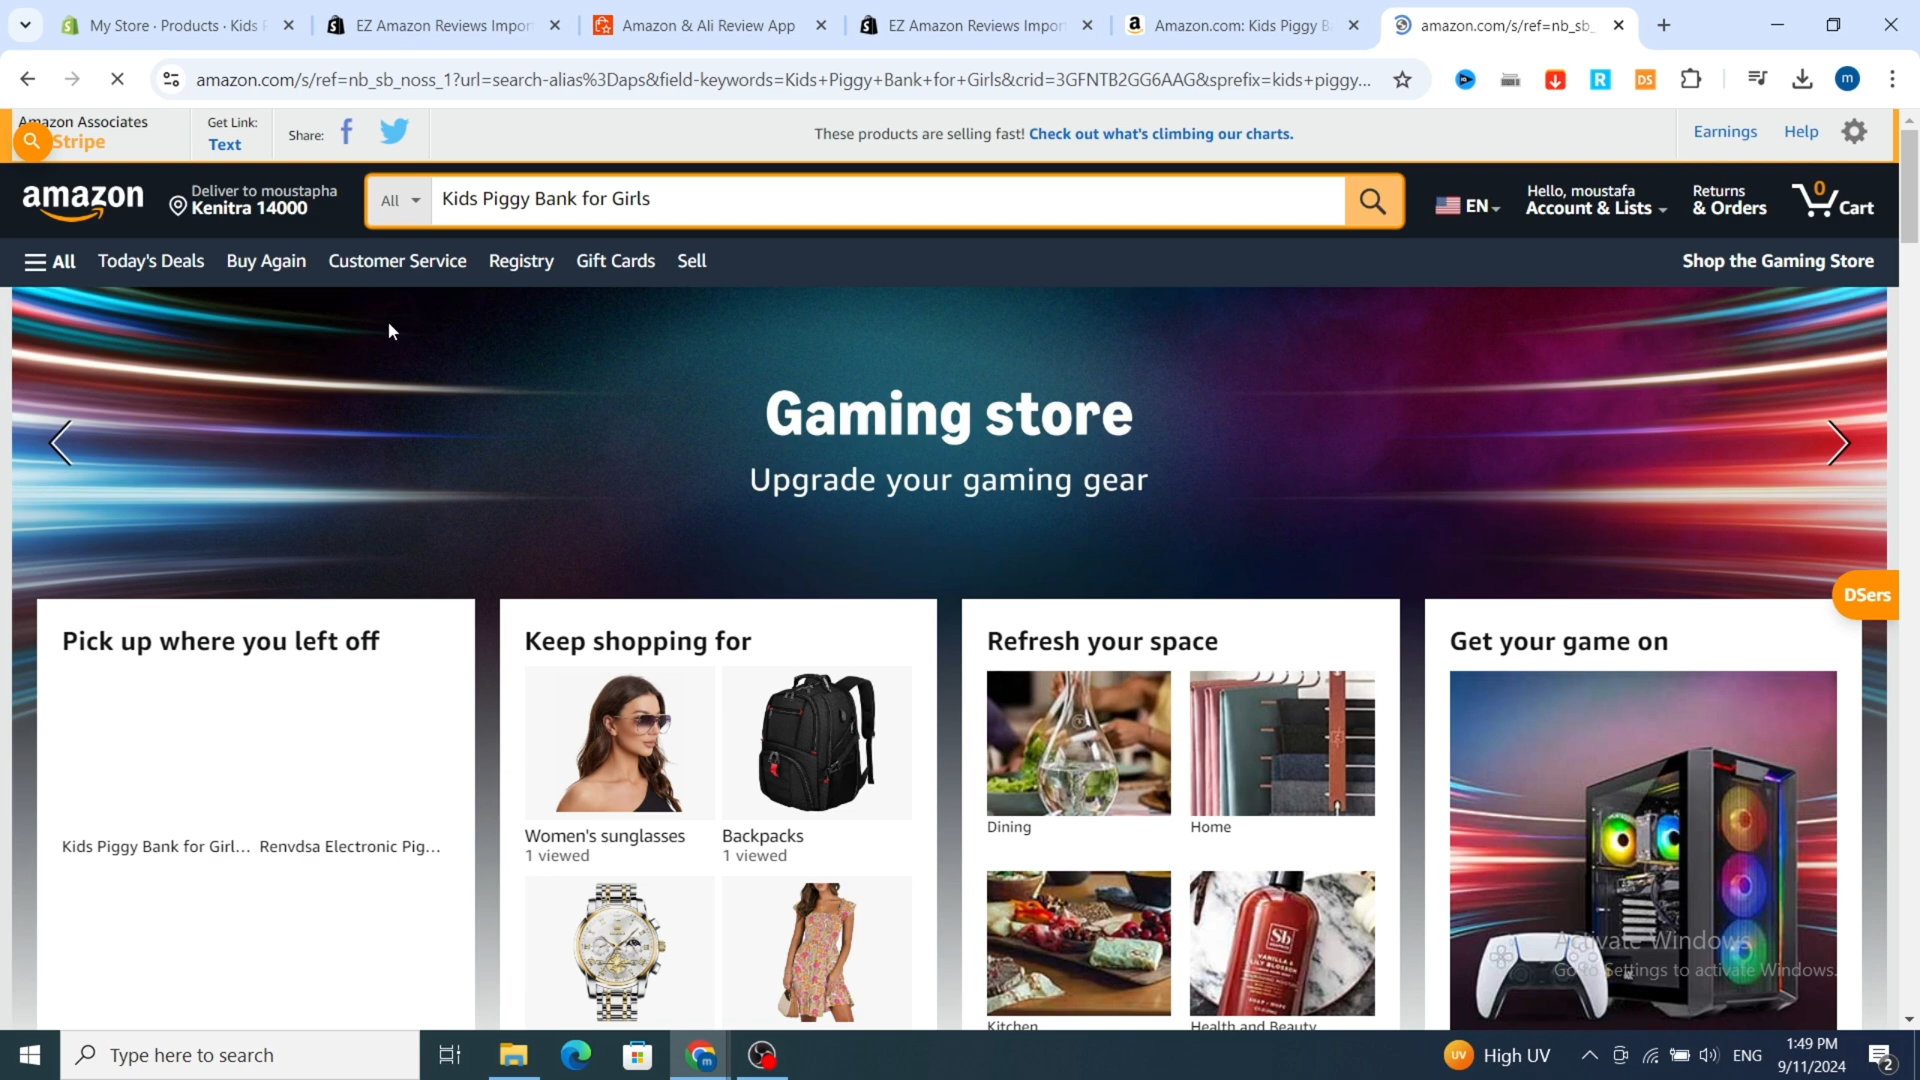 My Store · Products · Kids
EZ Amazon Reviews Impor
Amazon & Ali Review App
EZ Amazon Reviews Impor
Amazon.com: Kids Piggy B
amazon.com/s/ref=nb_sb_
amazon.com/s/ref=nb_sb_noss_1?url=search-alias%3Daps&field-keywords=Kids+Piggy+Bank+for+Girls&crid=3GFNTB2GG6AAG&sprefix=kids+piggy...
Amazon Associates
Stripe
Get Link:
Text
Share:
These products are selling fast! Check out what's climbing our charts.
Earnings
Help
amazon
Deliver to moustapha
Kenitra 14000
All
Kids Piggy Bank for Girls
EN
Hello, moustafa
Account & Lists
Returns
& Orders
0
Cart
All
Today's Deals
Buy Again
Customer Service
Registry
Gift Cards
Sell
Shop the Gaming Store
Gaming store
Upgrade your gaming gear
DSers
Pick up where you left off
Kids Piggy Bank for Girl...
Renvdsa Electronic Pig...
Keep shopping for
Women's sunglasses
1 viewed
Backpacks
1 viewed
Refresh your space
Dining
Home
Kitchen
Health and Beauty
Sb
VANILLA &
LILY BLOSSOM
Get your game on
Activate Windows
Go to Settings to activate Windows.
Type here to search
UV
High UV
ENG
1:49 PM
9/11/2024
2